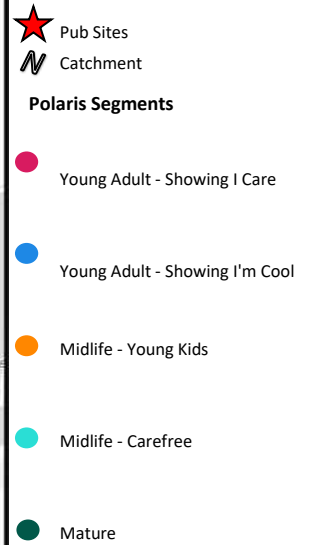 Pub Sites
Catchment
Polaris Segments
Young Adult - Showing I Care
Young Adult - Showing I'm Cool
Midlife - Young Kids
Midlife - Carefree
Mature